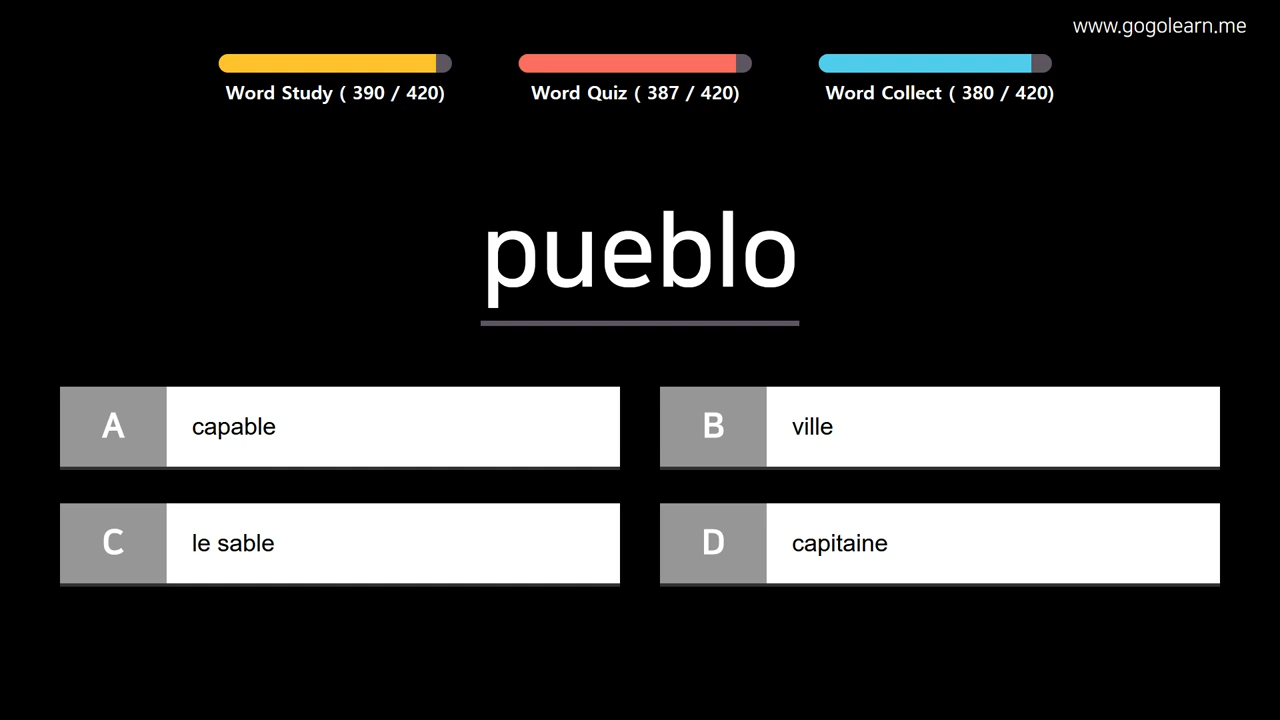 www.gogolearn.me
Word Study ( 390 / 420)
Word Quiz ( 387 / 420)
Word Collect ( 380 / 420)
pueblo
A capable
B ville
C le sable
D capitaine